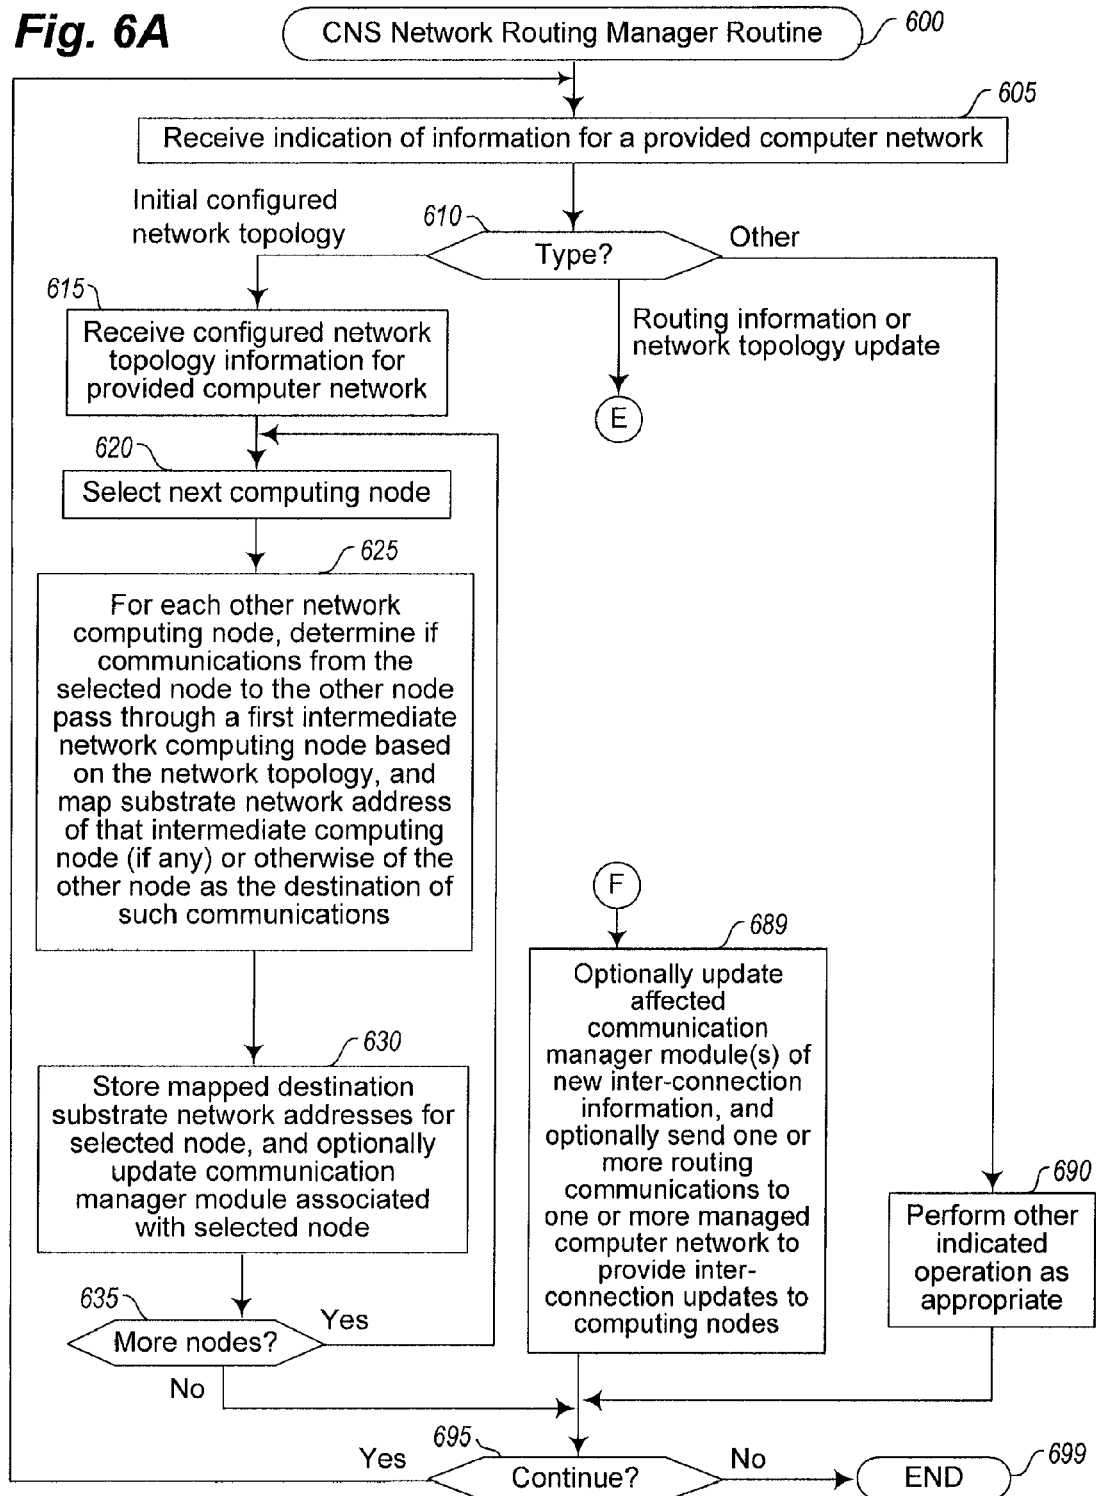 Fig. 6A
CNS Network Routing Manager Routine
600
605
Receive indication of information for a provided computer network
Initial configured
network topology
610
Type?
Other
615
Receive configured network
topology information for
provided computer network
Routing information or
network topology update
E
620
Select next computing node
625
For each other network
computing node, determine if
communications from the
selected node to the other node
pass through a first intermediate
network computing node based
on the network topology, and
map substrate network address
of that intermediate computing
node (if any) or otherwise of the
other node as the destination of
such communications
F
689
Optionally update
affected
communication
manager module(s) of
new inter-connection
information, and
optionally send one or
more routing
communications to
one or more managed
computer network to
provide inter-
connection updates to
computing nodes
630
Store mapped destination
substrate network addresses for
selected node, and optionally
update communication
manager module associated
with selected node
690
Perform other
indicated
operation as
appropriate
635
More nodes?
Yes
No
695
Yes
Continue?
No
END
699